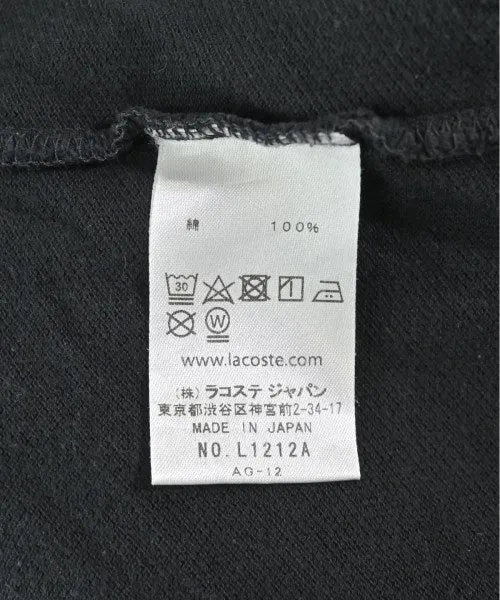 綿 100%
30
W
www.lacoste.com
(株) ラコステ ジャパン
東京都渋谷区神宮前2-34-17
MADE IN JAPAN
NO. L1212A
AG-12